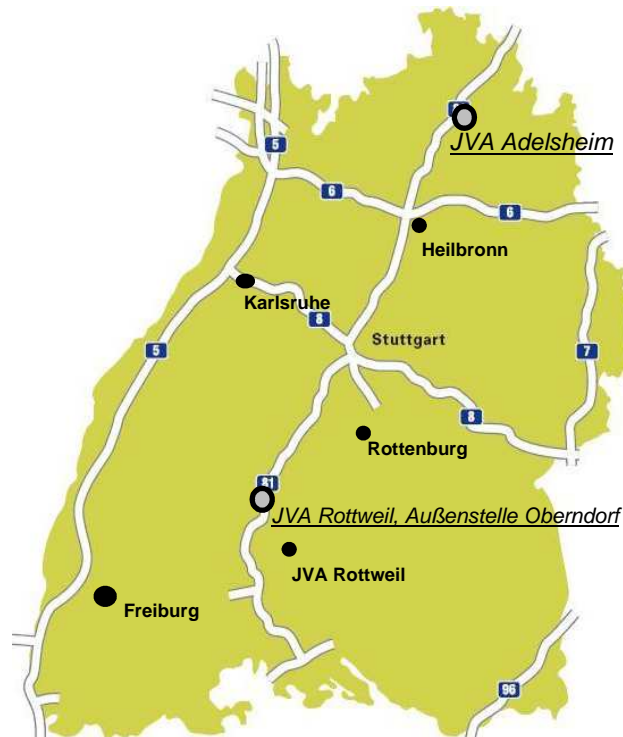 JVA Adelsheim
5
6
6
Heilbronn
Karlsruhe
8
Stuttgart
5
7
8
Rottenburg
81
JVA Rottweil, Außenstelle Oberndorf
JVA Rottweil
Freiburg
96